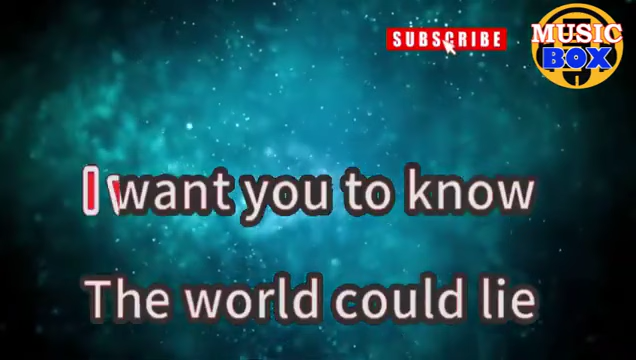 SUBSCRIBE
MUSIC
BOX
I want you to know
The world could lie